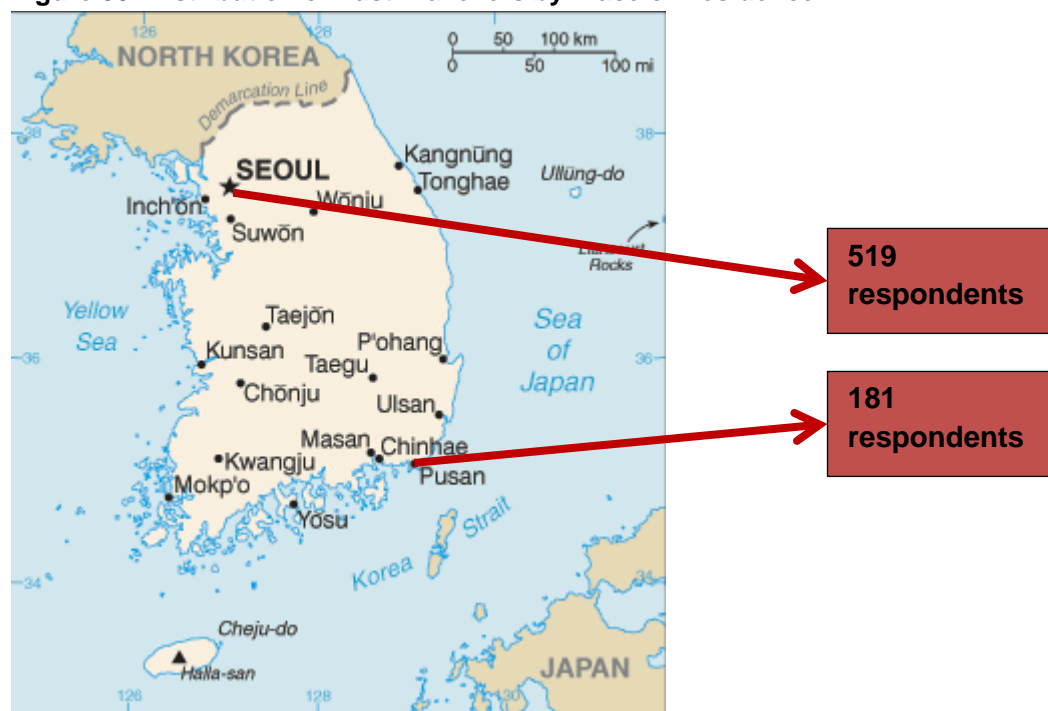 126 128
NORTH KOREA
0 50 100 km
0 50 100 mi
Demarcation Line
38 38
SEOUL
Kangnŭng
Tonghae
Ullŭng-do
Inch'ŏn
Wŏnju
Suwŏn
Rocks
519
respondents
Yellow
Sea
Taejŏn
Sea
of
Japan
P'ohang
Kunsan
Taegu
36 36
Chŏnju
Ulsan
181
respondents
Masan
Chinhae
Kwangju
Pusan
Mokp'o
Yŏsu
Korea Strait
34 34
Cheju-do
Halla-san
JAPAN
126 128 130